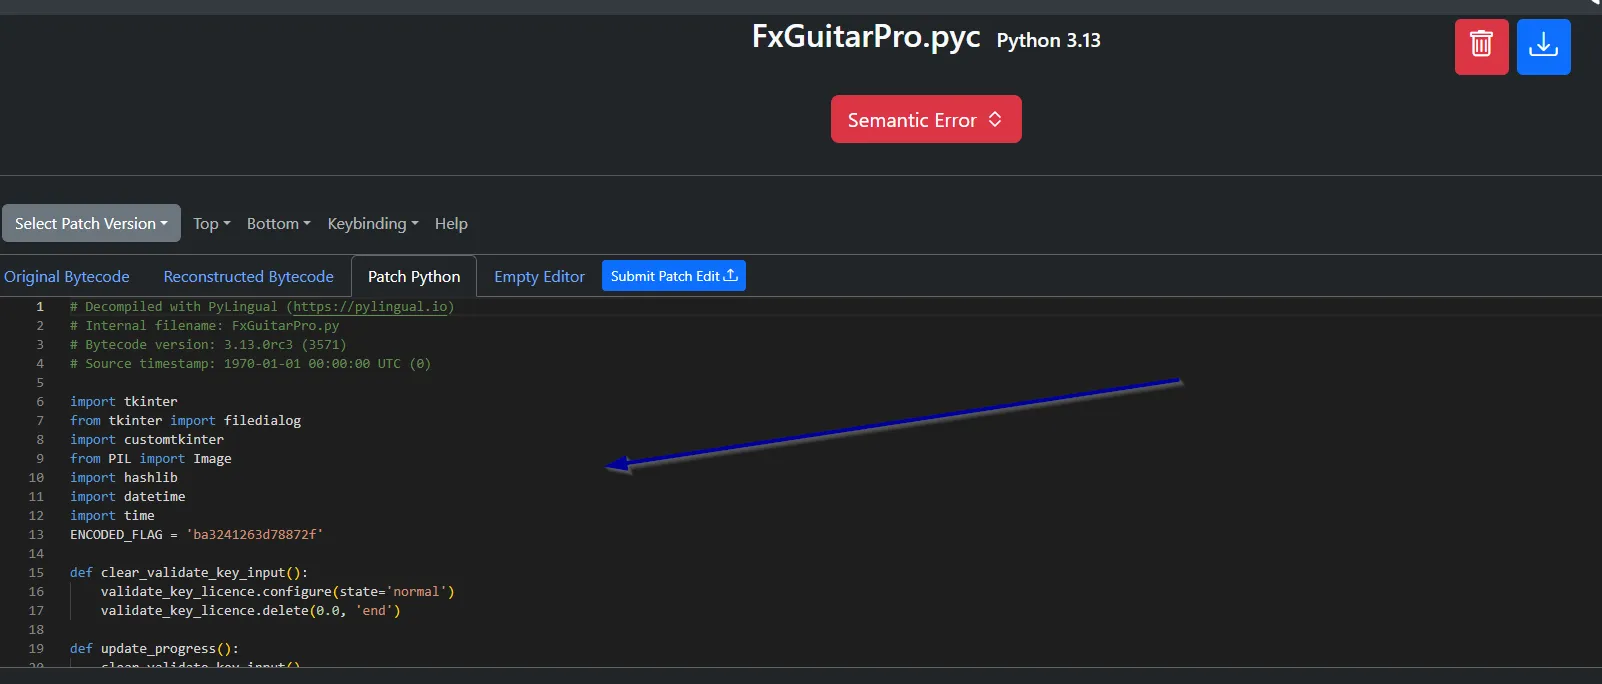 FxGuitarPro.pyc Python 3.13
Semantic Error
Select Patch Version Top Bottom Keybinding Help
Original Bytecode Reconstructed Bytecode Patch Python Empty Editor Submit Patch Edit
1 # Decompiled with PyLingual (https://pylingual.io)
2 # Internal filename: FxGuitarPro.py
3 # Bytecode version: 3.13.0rc3 (3571)
4 # Source timestamp: 1970-01-01 00:00:00 UTC (0)
5
6 import tkinter
7 from tkinter import filedialog
8 import customtkinter
9 from PIL import Image
10 import hashlib
11 import datetime
12 import time
13 ENCODED_FLAG = 'ba3241263d78872f'
14
15 def clear_validate_key_input():
16 validate_key_licence.configure(state='normal')
17 validate_key_licence.delete(0.0, 'end')
18
19 def update_progress():
20 clear_validate_key_input()